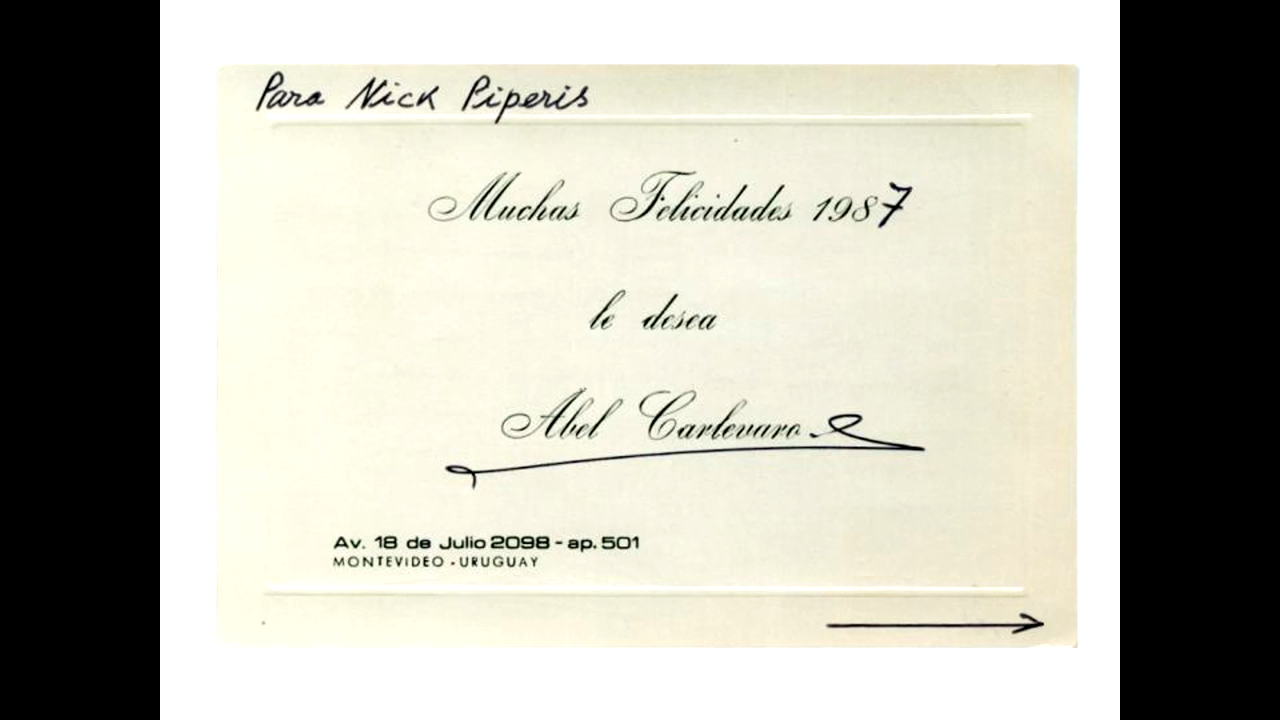 Para Nick Piperis
Muchas Felicidades 1987
le desea
Abel Carlevaro
Av. 18 de Julio 2098 - ap. 501
MONTEVIDEO - URUGUAY